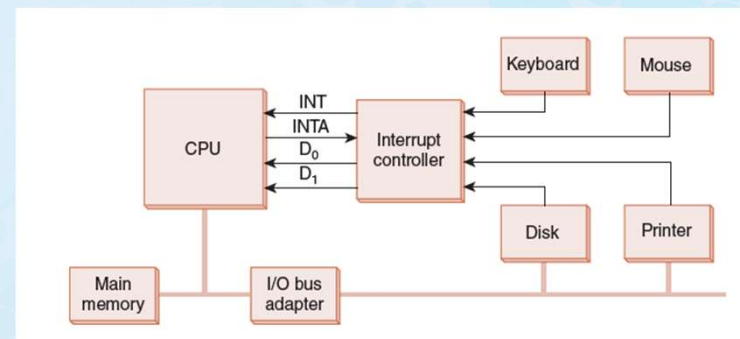 Keyboard
Mouse
INT
INTA
D₀
D₁
CPU
Interrupt
controller
Disk
Printer
Main
memory
I/O bus
adapter